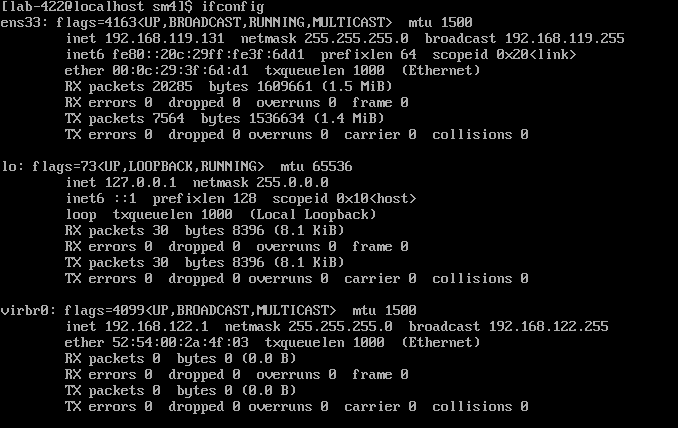 [lab-422@localhost sm4]$ ifconfig
ens33: flags=4163<UP,BROADCAST,RUNNING,MULTICAST>  mtu 1500
        inet 192.168.119.131  netmask 255.255.255.0  broadcast 192.168.119.255
        inet6 fe80::20c:29ff:fe3f:6dd1  prefixlen 64  scopeid 0x20<link>
        ether 00:0c:29:3f:6d:d1  txqueuelen 1000  (Ethernet)
        RX packets 20285  bytes 1609661 (1.5 MiB)
        RX errors 0  dropped 0  overruns 0  frame 0
        TX packets 7564  bytes 1536634 (1.4 MiB)
        TX errors 0  dropped 0 overruns 0  carrier 0  collisions 0
lo: flags=73<UP,LOOPBACK,RUNNING>  mtu 65536
        inet 127.0.0.1  netmask 255.0.0.0
        inet6 ::1  prefixlen 128  scopeid 0x10<host>
        loop  txqueuelen 1000  (Local Loopback)
        RX packets 30  bytes 8396 (8.1 KiB)
        RX errors 0  dropped 0  overruns 0  frame 0
        TX packets 30  bytes 8396 (8.1 KiB)
        TX errors 0  dropped 0 overruns 0  carrier 0  collisions 0
virbr0: flags=4099<UP,BROADCAST,MULTICAST>  mtu 1500
        inet 192.168.122.1  netmask 255.255.255.0  broadcast 192.168.122.255
        ether 52:54:00:2a:4f:03  txqueuelen 1000  (Ethernet)
        RX packets 0  bytes 0 (0.0 B)
        RX errors 0  dropped 0  overruns 0  frame 0
        TX packets 0  bytes 0 (0.0 B)
        TX errors 0  dropped 0 overruns 0  carrier 0  collisions 0